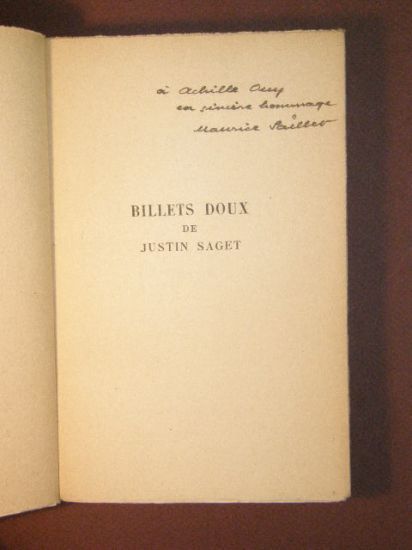 à Achille Ouy
en sincère hommage
Maurice Saillet
BILLETS DOUX
DE
JUSTIN SAGET